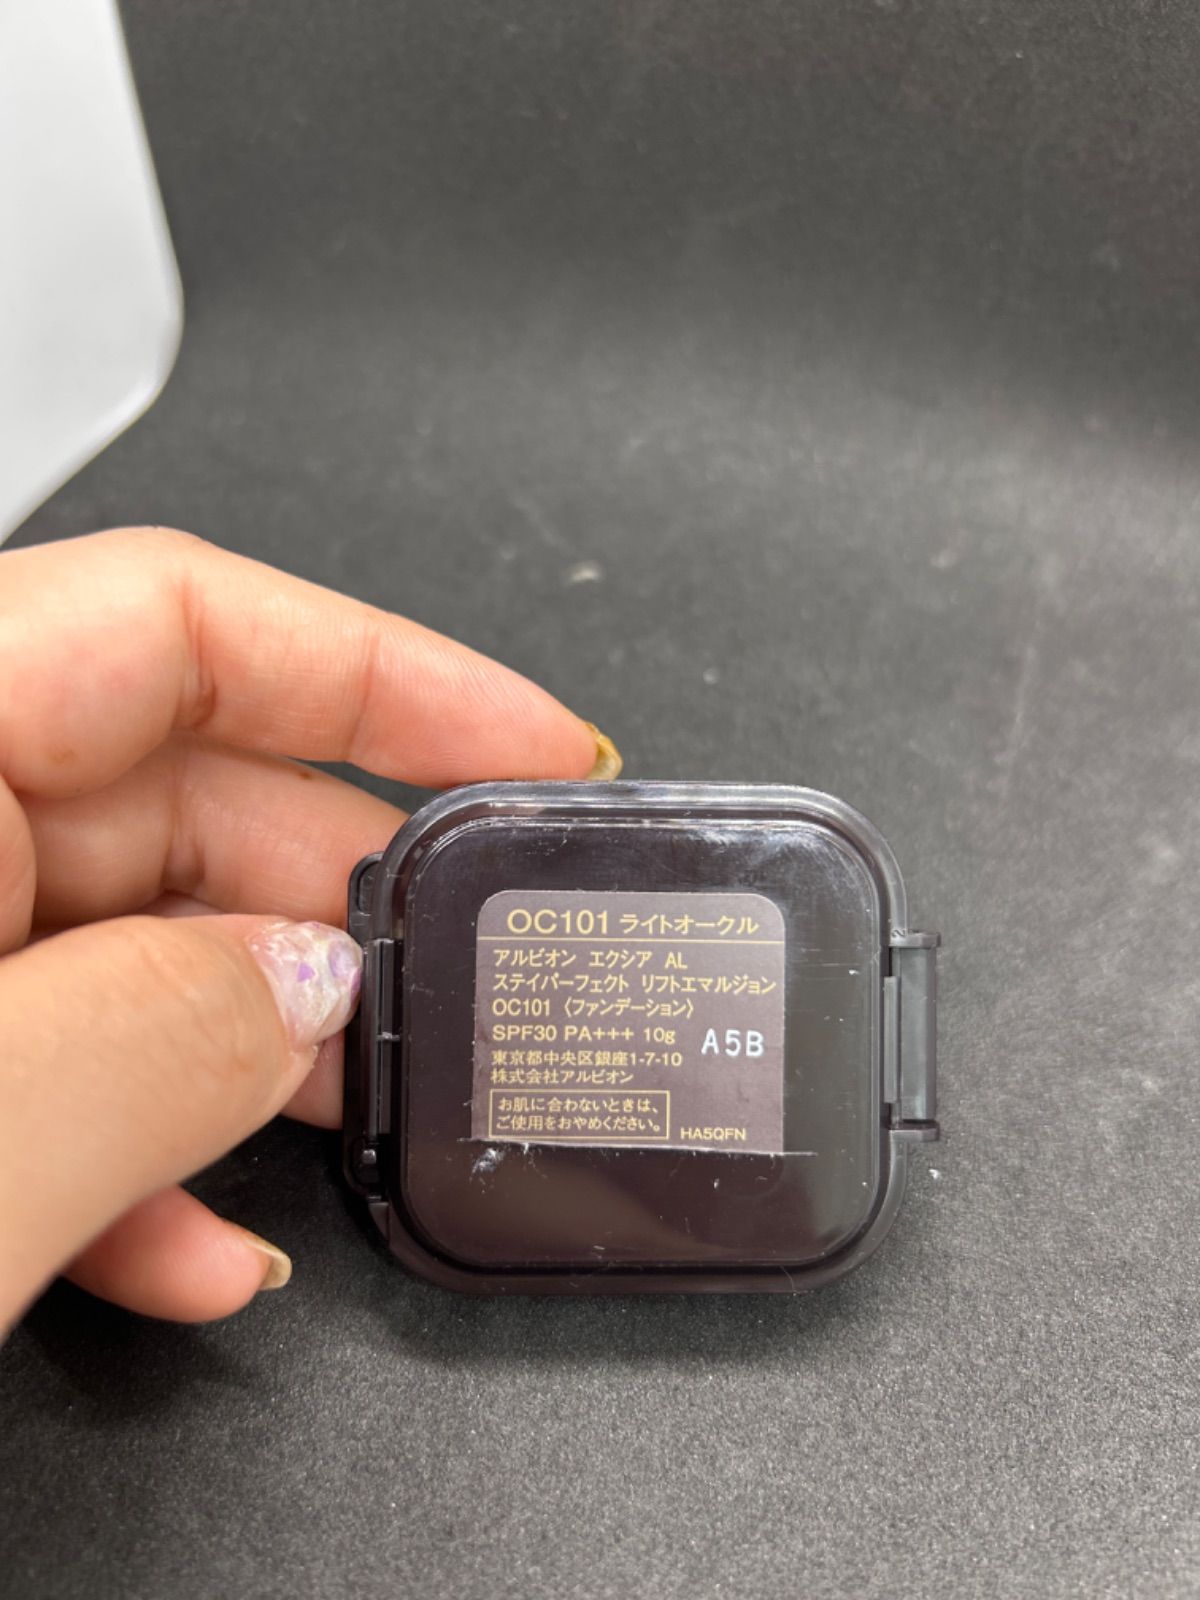 OC101 ライトオークル
アルビオン エクシア AL
ステイパーフェクト リフトエマルジョン
OC101 〈ファンデーション〉
SPF30 PA+++ 10g
A5B
東京都中央区銀座1-7-10
株式会社アルビオン
お肌に合わないときは、
ご使用をおやめください。
HA5QFN